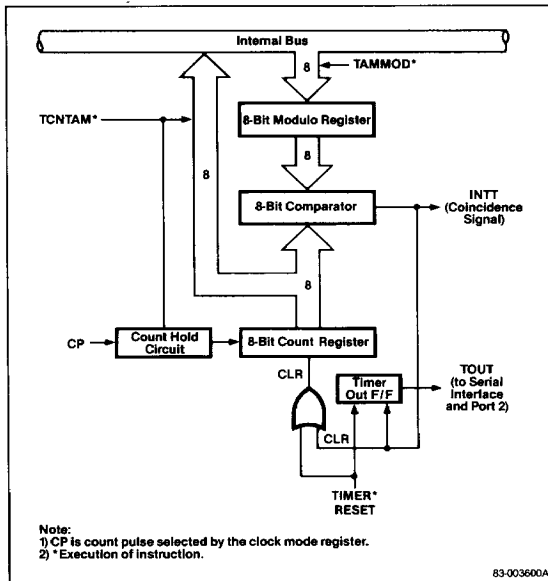 Internal Bus
8
TAMMOD*
TCNTAM*
8-Bit Modulo Register
8
8
8-Bit Comparator
INTT
(Coincidence
Signal)
8
CP
Count Hold
Circuit
8-Bit Count Register
CLR
Timer
Out F/F
TOUT
(to Serial
Interface
and Port 2)
CLR
TIMER*
RESET
Note:
1) CP is count pulse selected by the clock mode register.
2) *Execution of instruction.
83-003600A